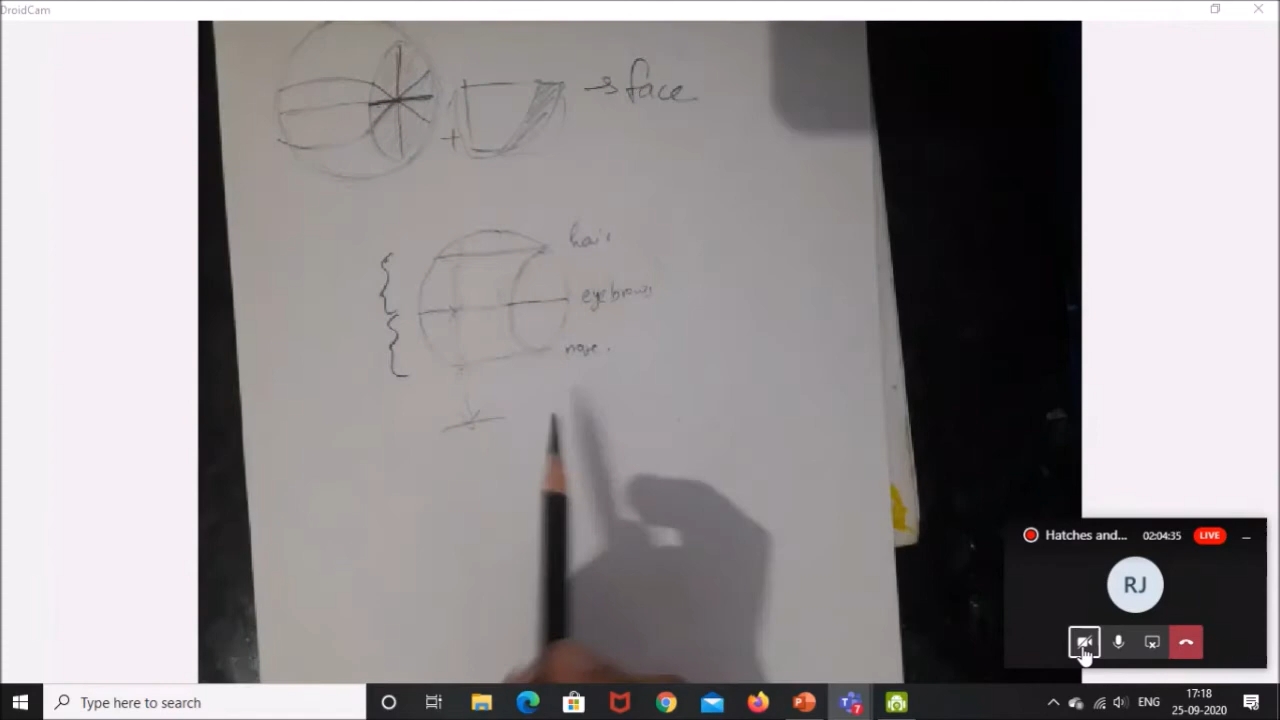 DroidCam
→ face
hair
eyebrows
nose.
Hatches and... 02:04:35 LIVE
RJ
Type here to search
7
ENG
17:18
25-09-2020